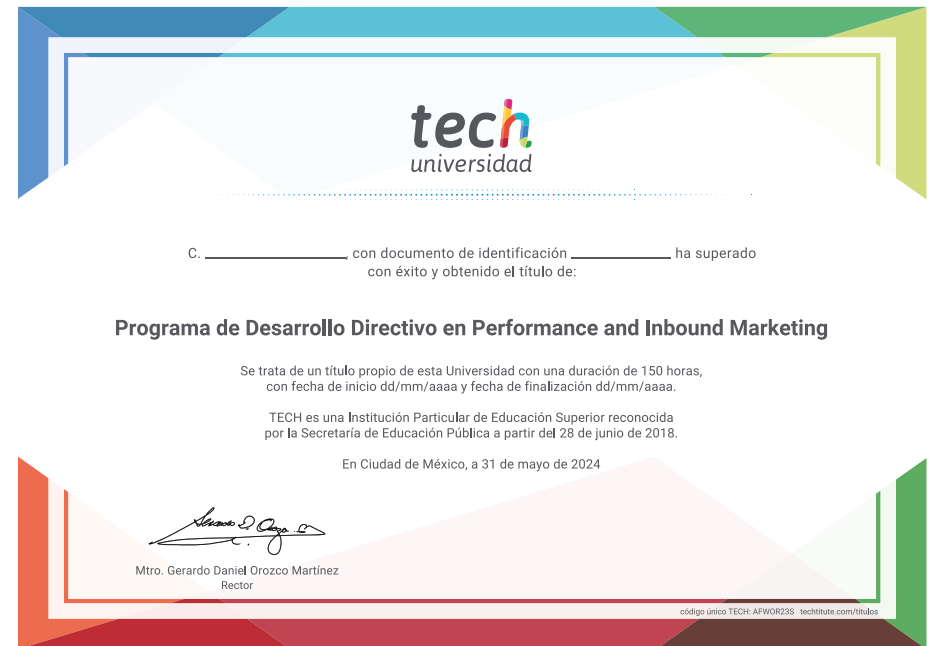 tech
universidad
C. ____________, con documento de identificación ____________ ha superado
con éxito y obtenido el título de:
Programa de Desarrollo Directivo en Performance and Inbound Marketing
Se trata de un título propio de esta Universidad con una duración de 150 horas,
con fecha de inicio dd/mm/aaaa y fecha de finalización dd/mm/aaaa.
TECH es una Institución Particular de Educación Superior reconocida
por la Secretaría de Educación Pública a partir del 28 de junio de 2018.
En Ciudad de México, a 31 de mayo de 2024
Mtro. Gerardo Daniel Orozco Martínez
Rector
código único TECH: AFWOR23S techtitute.com/titulos